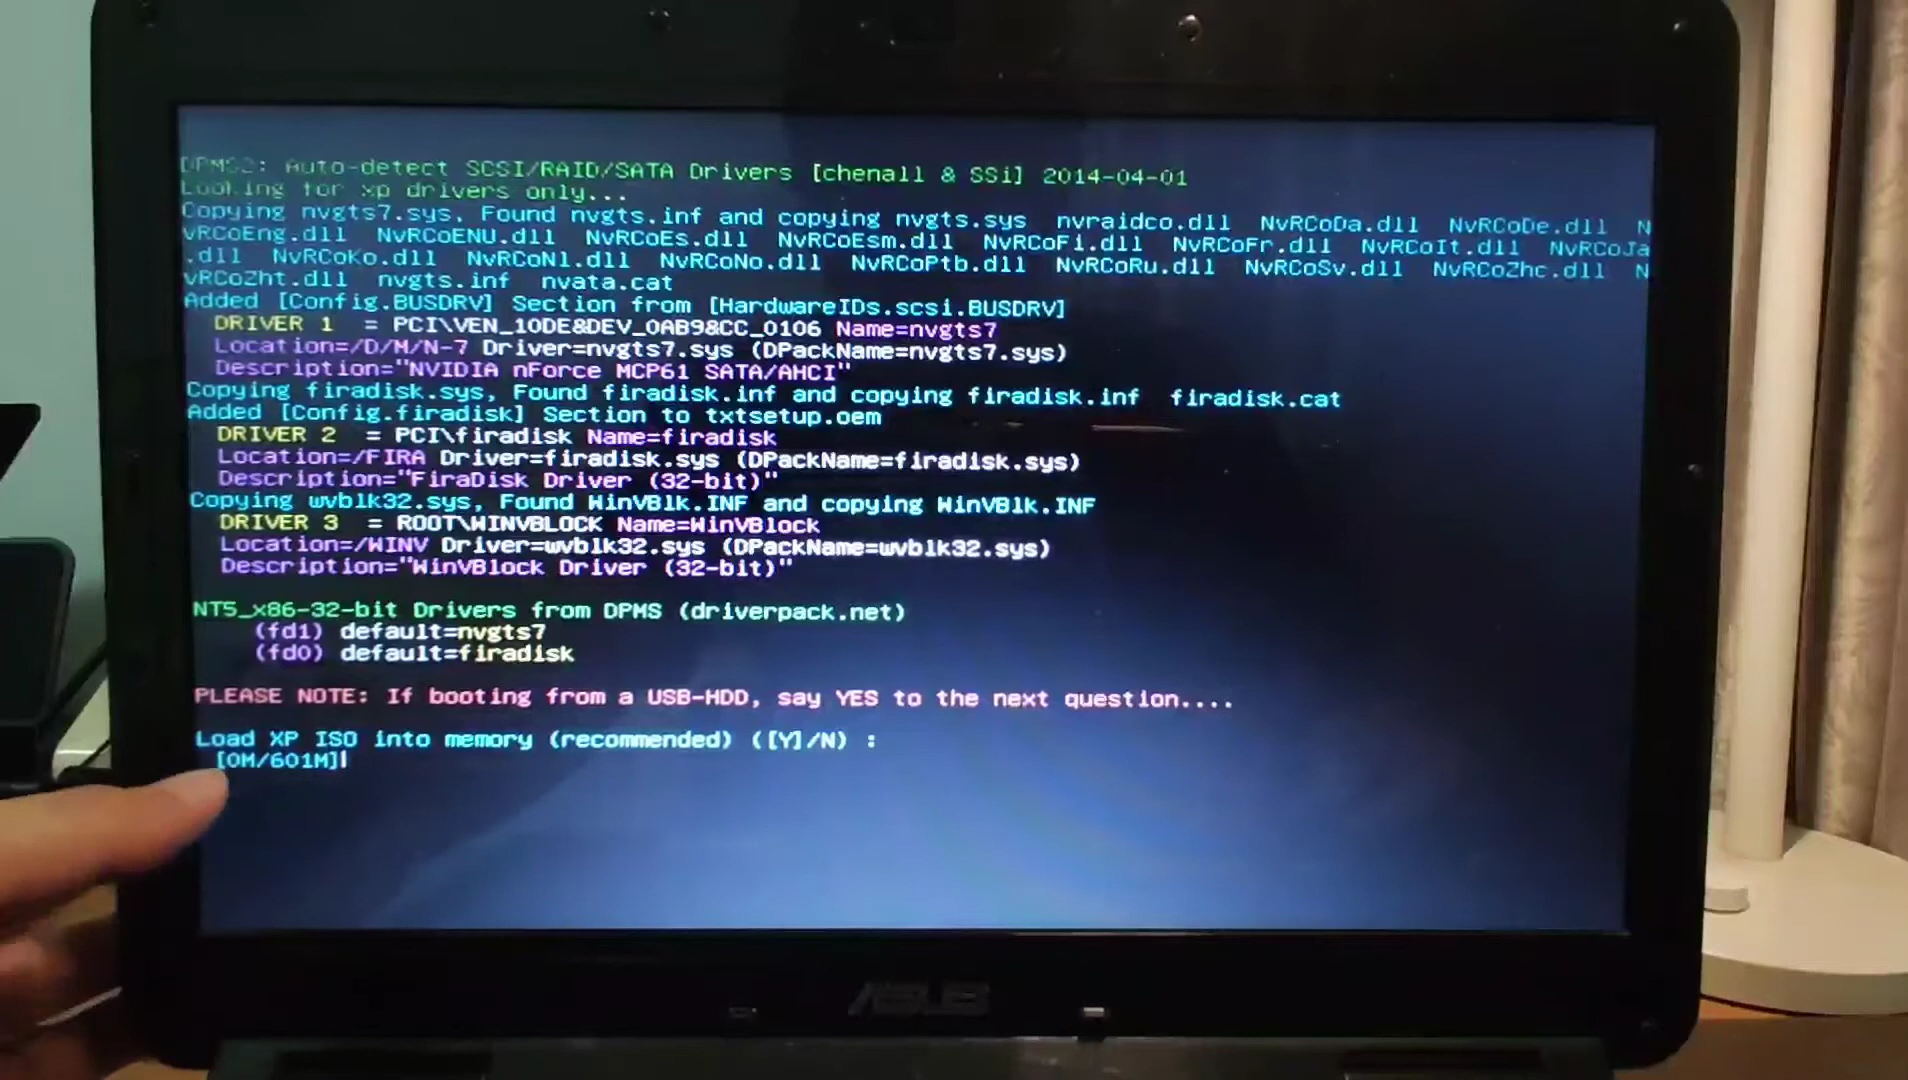 DPMS2: Auto-detect SCSI/RAID/SATA Drivers [chenall & SSi] 2014-04-01
Looking for xp drivers only...
Copying nvgts7.sys, Found nvgts.inf and copying nvgts.sys  nvraidco.dll  NvRCoDa.dll  NvRCoDe.dll  N
vRCoEng.dll  NvRCoENU.dll  NvRCoEs.dll  NvRCoEsm.dll  NvRCoFi.dll  NvRCoFr.dll  NvRCoIt.dll  NvRCoJa
.dll  NvRCoKo.dll  NvRCoNl.dll  NvRCoNo.dll  NvRCoPtb.dll  NvRCoRu.dll  NvRCoSv.dll  NvRCoZhc.dll  N
vRCoZht.dll  nvgts.inf  nvata.cat
Added [Config.BUSDRV] Section from [HardwareIDs.scsi.BUSDRV]
DRIVER 1  = PCI\VEN_10DE&DEV_0AB9&CC_0106 Name=nvgts7
Location=/D/M/N-7 Driver=nvgts7.sys (DPackName=nvgts7.sys)
Description="NVIDIA nForce MCP61 SATA/AHCI"
Copying firadisk.sys, Found firadisk.inf and copying firadisk.inf  firadisk.cat
Added [Config.firadisk] Section to txtsetup.oem
DRIVER 2  = PCI\firadisk Name=firadisk
Location=/FIRA Driver=firadisk.sys (DPackName=firadisk.sys)
Description="FiraDisk Driver (32-bit)"
Copying wvblk32.sys, Found WinVBlk.INF and copying WinVBlk.INF
DRIVER 3  = ROOT\WINVBLOCK Name=WinVBlock
Location=/WINV Driver=wvblk32.sys (DPackName=wvblk32.sys)
Description="WinVBlock Driver (32-bit)"
NT5_x86-32-bit Drivers from DPMS (driverpack.net)
(fd1) default=nvgts7
(fd0) default=firadisk
PLEASE NOTE: If booting from a USB-HDD, say YES to the next question....
Load XP ISO into memory (recommended) ([Y]/N) :
[0M/601M]
ASUS